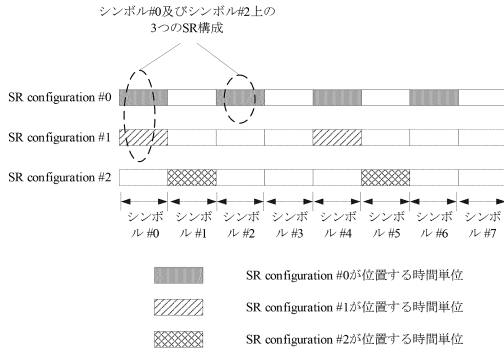 シンボル#0及びシンボル#2上の
3つのSR構成
SR configuration #0
SR configuration #1
SR configuration #2
シンボ
ル #0
シンボ
ル #1
シンボ
ル #2
シンボ
ル #3
シンボ
ル #4
シンボ
ル #5
シンボ
ル #6
シンボ
ル #7
SR configuration #0が位置する時間単位
SR configuration #1が位置する時間単位
SR configuration #2が位置する時間単位